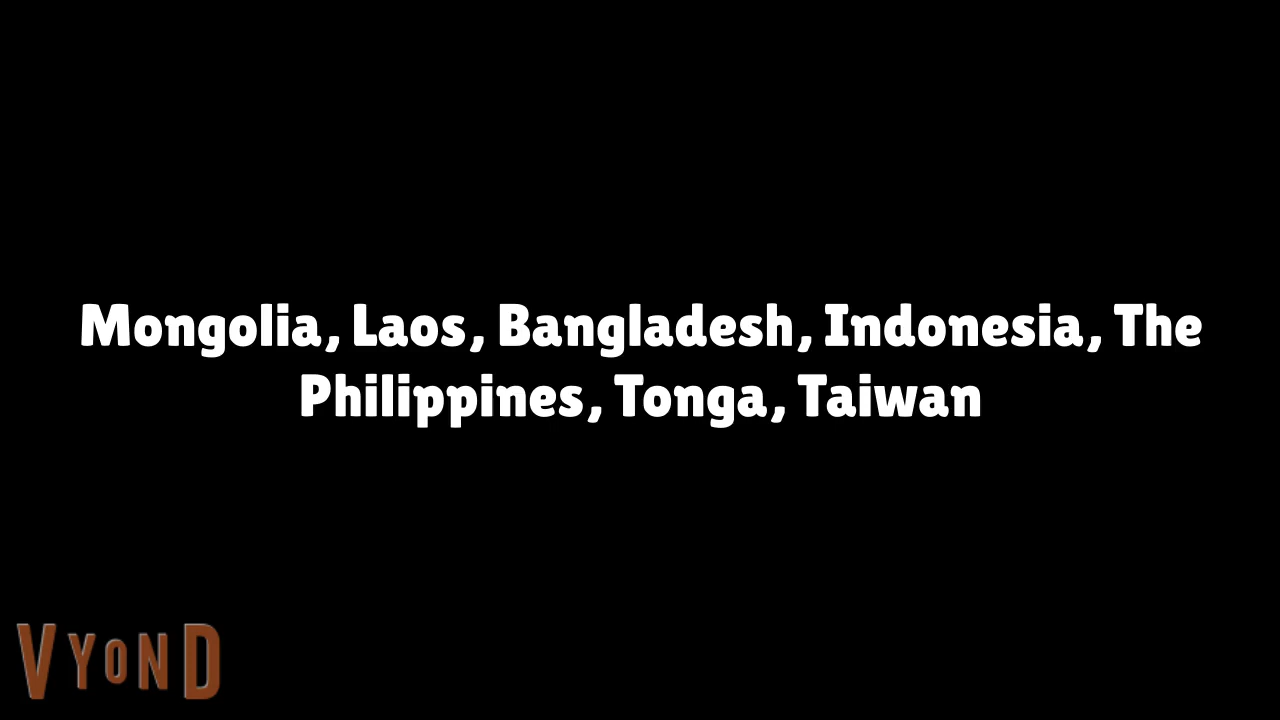 Mongolia, Laos, Bangladesh, Indonesia, The
Philippines, Tonga, Taiwan
VYOND